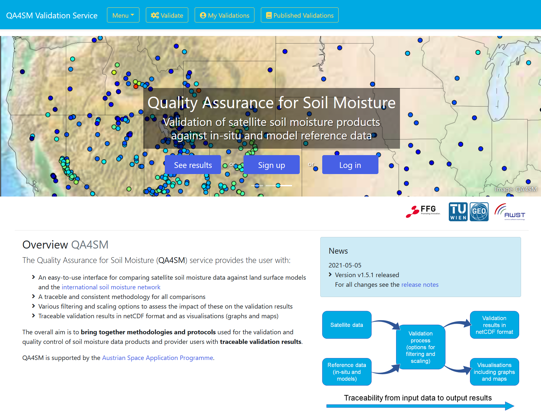 QA4SM Validation Service
Menu
Validate
My Validations
Published Validations
Quality Assurance for Soil Moisture
Validation of satellite soil moisture products
against in-situ and model reference data
See results
Sign up
or
Log in
FFG
TU
WIEN
GEO
AWST
Overview QA4SM
The Quality Assurance for Soil Moisture (QA4SM) service provides the user with:
An easy-to-use interface for comparing satellite soil moisture data against land surface models
and the international soil moisture network
A traceble and consistent methodology for all comparisons
Various filtering and scaling options to assess the impact of these on the validation results
Traceable validation results in netCDF format and as visualisations (graphs and maps)
The overall aim is to bring together methodologies and protocols used for the validation and
quality control of soil moisture data products and provider users with traceable validation results.
QA4SM is supported by the Austrian Space Application Programme.
News
2021-05-05
Version v1.5.1 released
For all changes see the release notes
Satellite data
Reference data
(in-situ and
models)
Validation
process
(options for
filtering and
scaling)
Validation
results in
netCDF format
Visualisations
including graphs
and maps
Traceability from input data to output results